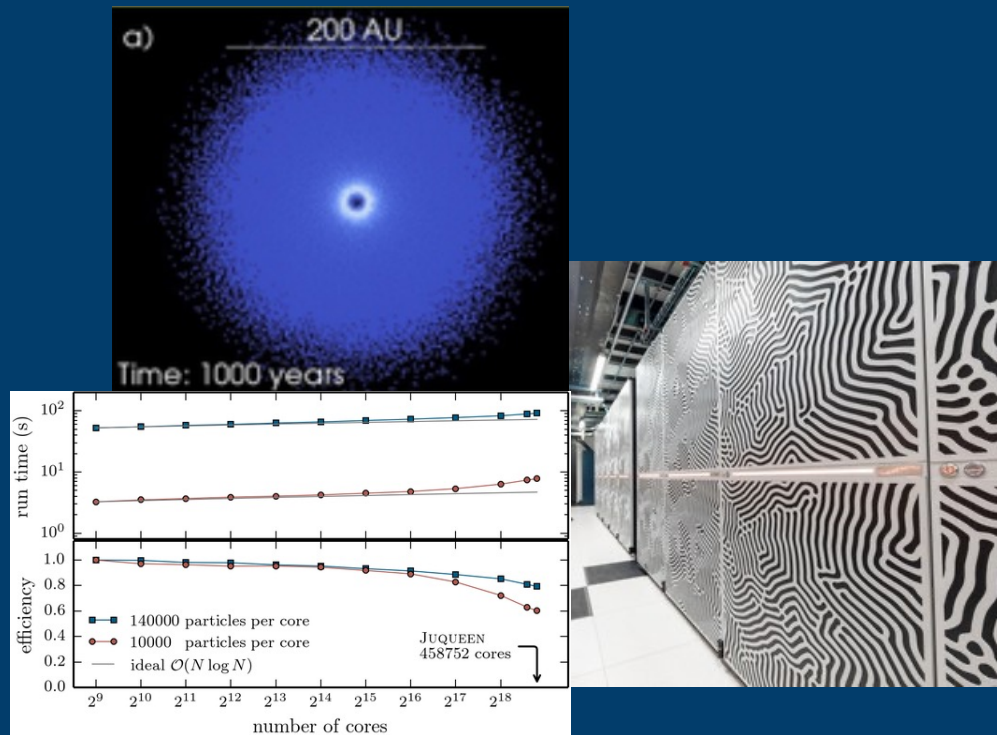 a)
200 AU
Time: 1000 years
run time (s)
10²
10¹
10⁰
efficiency
1.0
0.8
0.6
0.4
0.2
0.0
140000 particles per core
10000 particles per core
ideal 𝒪(N log N)
JUQUEEN
458752 cores
2⁹ 2¹⁰ 2¹¹ 2¹² 2¹³ 2¹⁴ 2¹⁵ 2¹⁶ 2¹⁷ 2¹⁸
number of cores